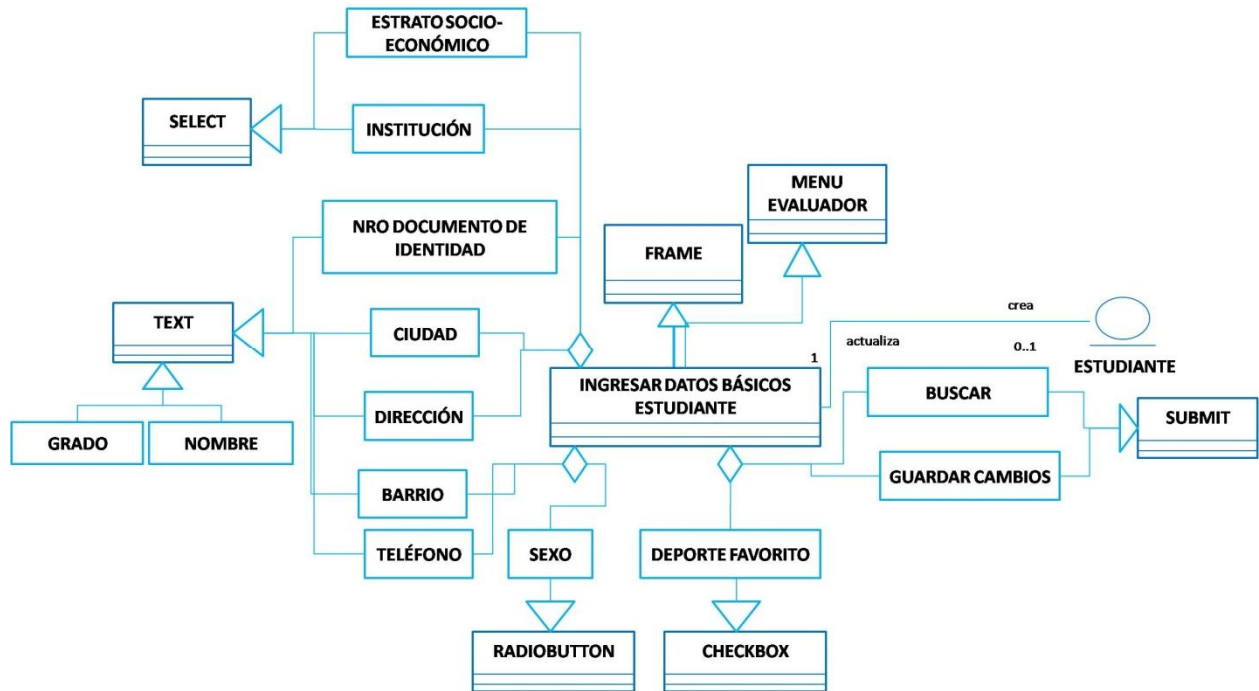 ESTRATO SOCIO-
ECONÓMICO
SELECT
INSTITUCIÓN
MENU
EVALUADOR
NRO DOCUMENTO DE
IDENTIDAD
FRAME
TEXT
CIUDAD
crea
actualiza
0..1
ESTUDIANTE
1
INGRESAR DATOS BÁSICOS
ESTUDIANTE
BUSCAR
SUBMIT
DIRECCIÓN
GRADO
NOMBRE
BARRIO
GUARDAR CAMBIOS
TELÉFONO
SEXO
DEPORTE FAVORITO
RADIOBUTTON
CHECKBOX